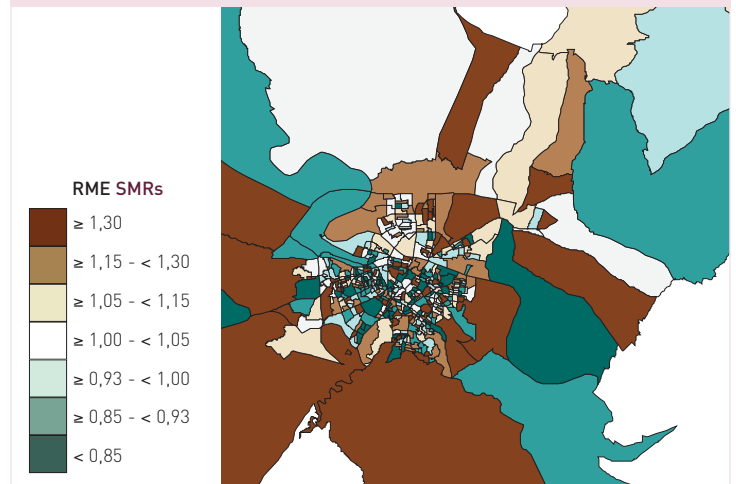 RME SMRs
≥ 1,30
≥ 1,15 - < 1,30
≥ 1,05 - < 1,15
≥ 1,00 - < 1,05
≥ 0,93 - < 1,00
≥ 0,85 - < 0,93
< 0,85